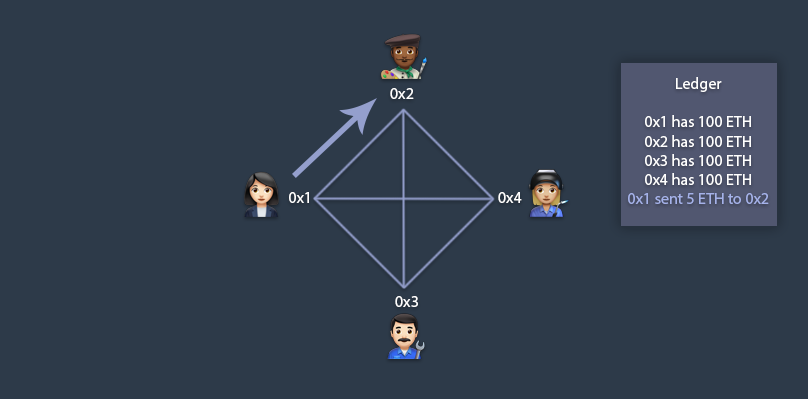 0x2
0x1
0x4
0x3
Ledger
0x1 has 100 ETH
0x2 has 100 ETH
0x3 has 100 ETH
0x4 has 100 ETH
0x1 sent 5 ETH to 0x2